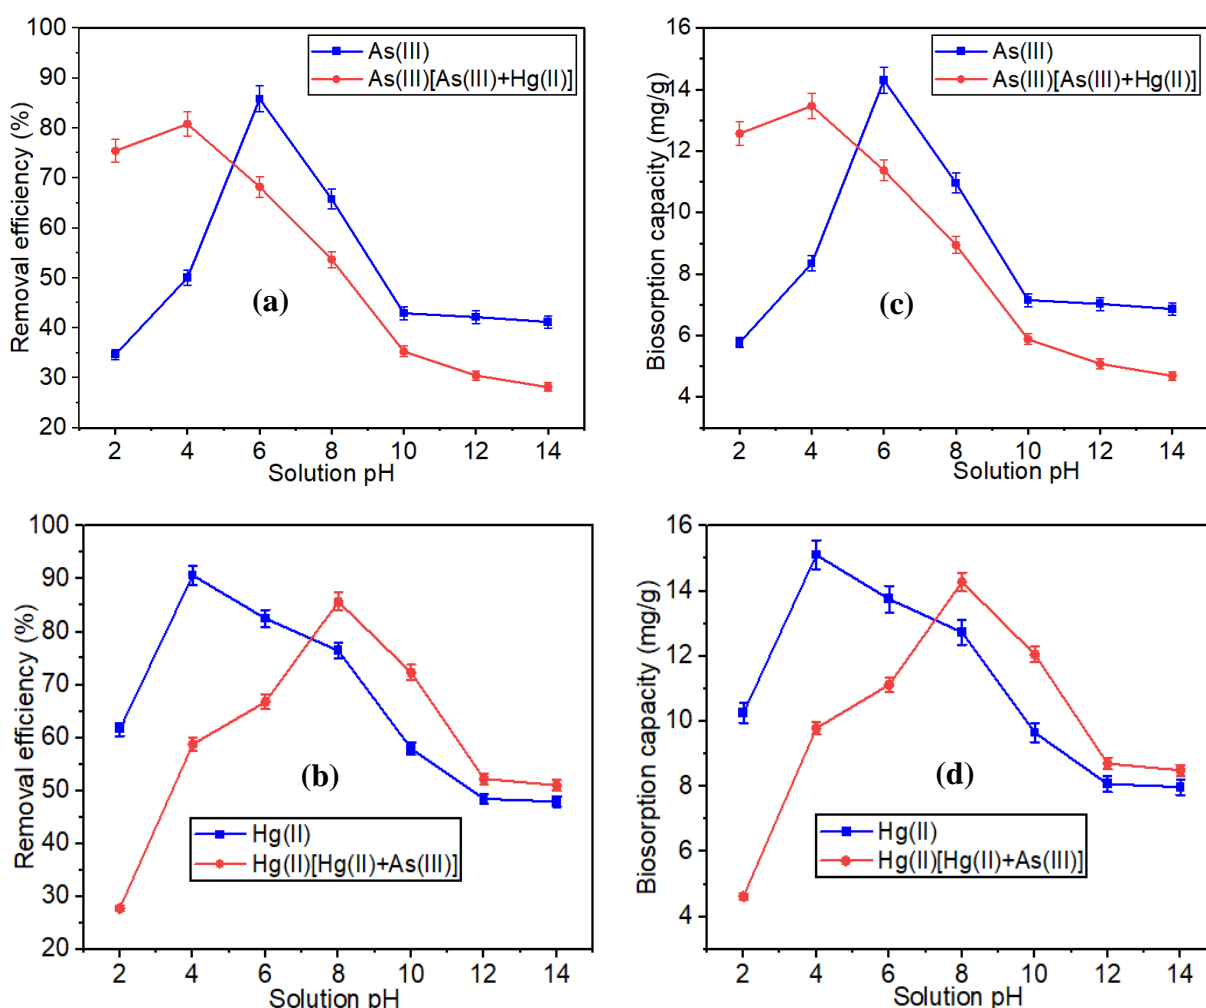 100
90
80
70
60
50
40
30
20
Removal efficiency (%)
As(III)
As(III)[As(III)+Hg(II)]
(a)
2 4 6 8 10 12 14
Solution pH
16
14
12
10
8
6
4
Biosorption capacity (mg/g)
As(III)
As(III)[As(III)+Hg(II)]
(c)
2 4 6 8 10 12 14
Solution pH
100
90
80
70
60
50
40
30
20
Removal efficiency (%)
(b)
Hg(II)
Hg(II)[Hg(II)+As(III)]
2 4 6 8 10 12 14
Solution pH
16
14
12
10
8
6
4
Biosorption capacity (mg/g)
(d)
Hg(II)
Hg(II)[Hg(II)+As(III)]
2 4 6 8 10 12 14
Solution pH